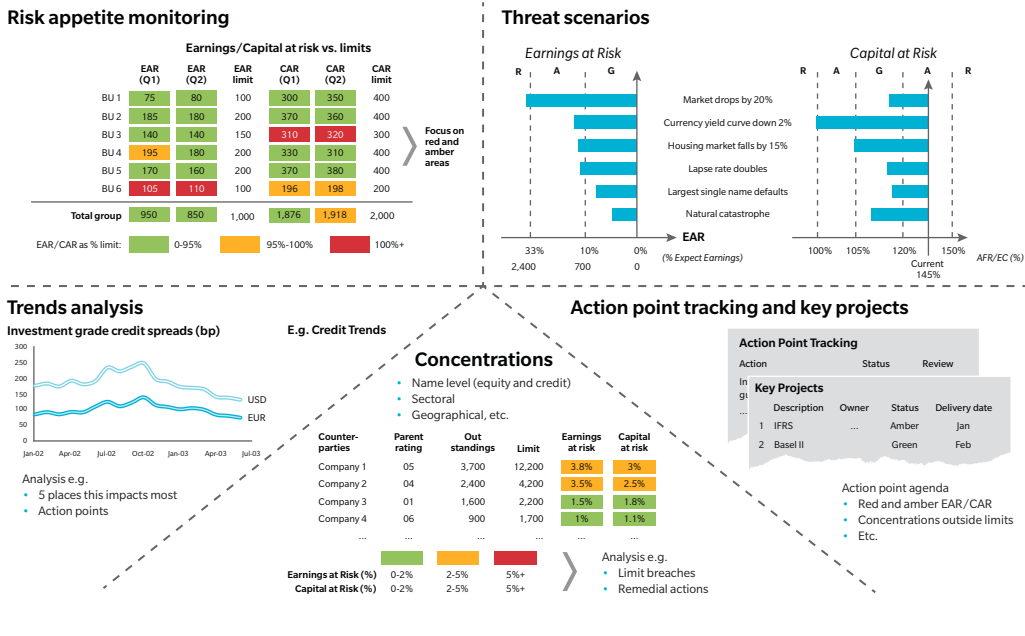 Risk appetite monitoring
Earnings/Capital at risk vs. limits
EAR (Q1) EAR (Q2) EAR limit CAR (Q1) CAR (Q2) CAR limit
BU 1 75 80 100 300 350 400
BU 2 185 180 200 370 360 400
BU 3 140 140 150 310 320 300
BU 4 195 180 200 330 310 400
BU 5 170 160 200 370 380 400
BU 6 105 110 100 196 198 200
Total group 950 850 1,000 1,876 1,918 2,000
EAR/CAR as % limit: 0-95% 95%-100% 100%+
Focus on
red and
amber
areas
Threat scenarios
Earnings at Risk
R A G
Capital at Risk
R A G A R
Market drops by 20%
Currency yield curve down 2%
Housing market falls by 15%
Lapse rate doubles
Largest single name defaults
Natural catastrophe
EAR
33% 10% 0% (% Expect Earnings)
2,400 700 0
100% 105% 120% 150% AFR/EC (%)
Current
145%
Trends analysis
Investment grade credit spreads (bp)
300
250
200
150
100
50
0
USD
EUR
Jan-02 Apr-02 Jul-02 Oct-02 Jan-03 Apr-03 Jul-03
Analysis e.g.
• 5 places this impacts most
• Action points
E.g. Credit Trends
Concentrations
• Name level (equity and credit)
• Sectoral
• Geographical, etc.
Counter-parties Parent rating Out standings Limit Earnings at risk Capital at risk
Company 1 05 3,700 12,200 3.8% 3%
Company 2 04 2,400 4,200 3.5% 2.5%
Company 3 01 1,600 2,200 1.5% 1.8%
Company 4 06 900 1,700 1% 1.1%
... ... ... ... ... ...
Earnings at Risk (%) 0-2% 2-5% 5%+
Capital at Risk (%) 0-2% 2-5% 5%+
Analysis e.g.
• Limit breaches
• Remedial actions
Action point tracking and key projects
Action Point Tracking
Action Status Review
In
gu
...
Key Projects
Description Owner Status Delivery date
1 IFRS ... Amber Jan
2 Basel II Green Feb
Action point agenda
• Red and amber EAR/CAR
• Concentrations outside limits
• Etc.